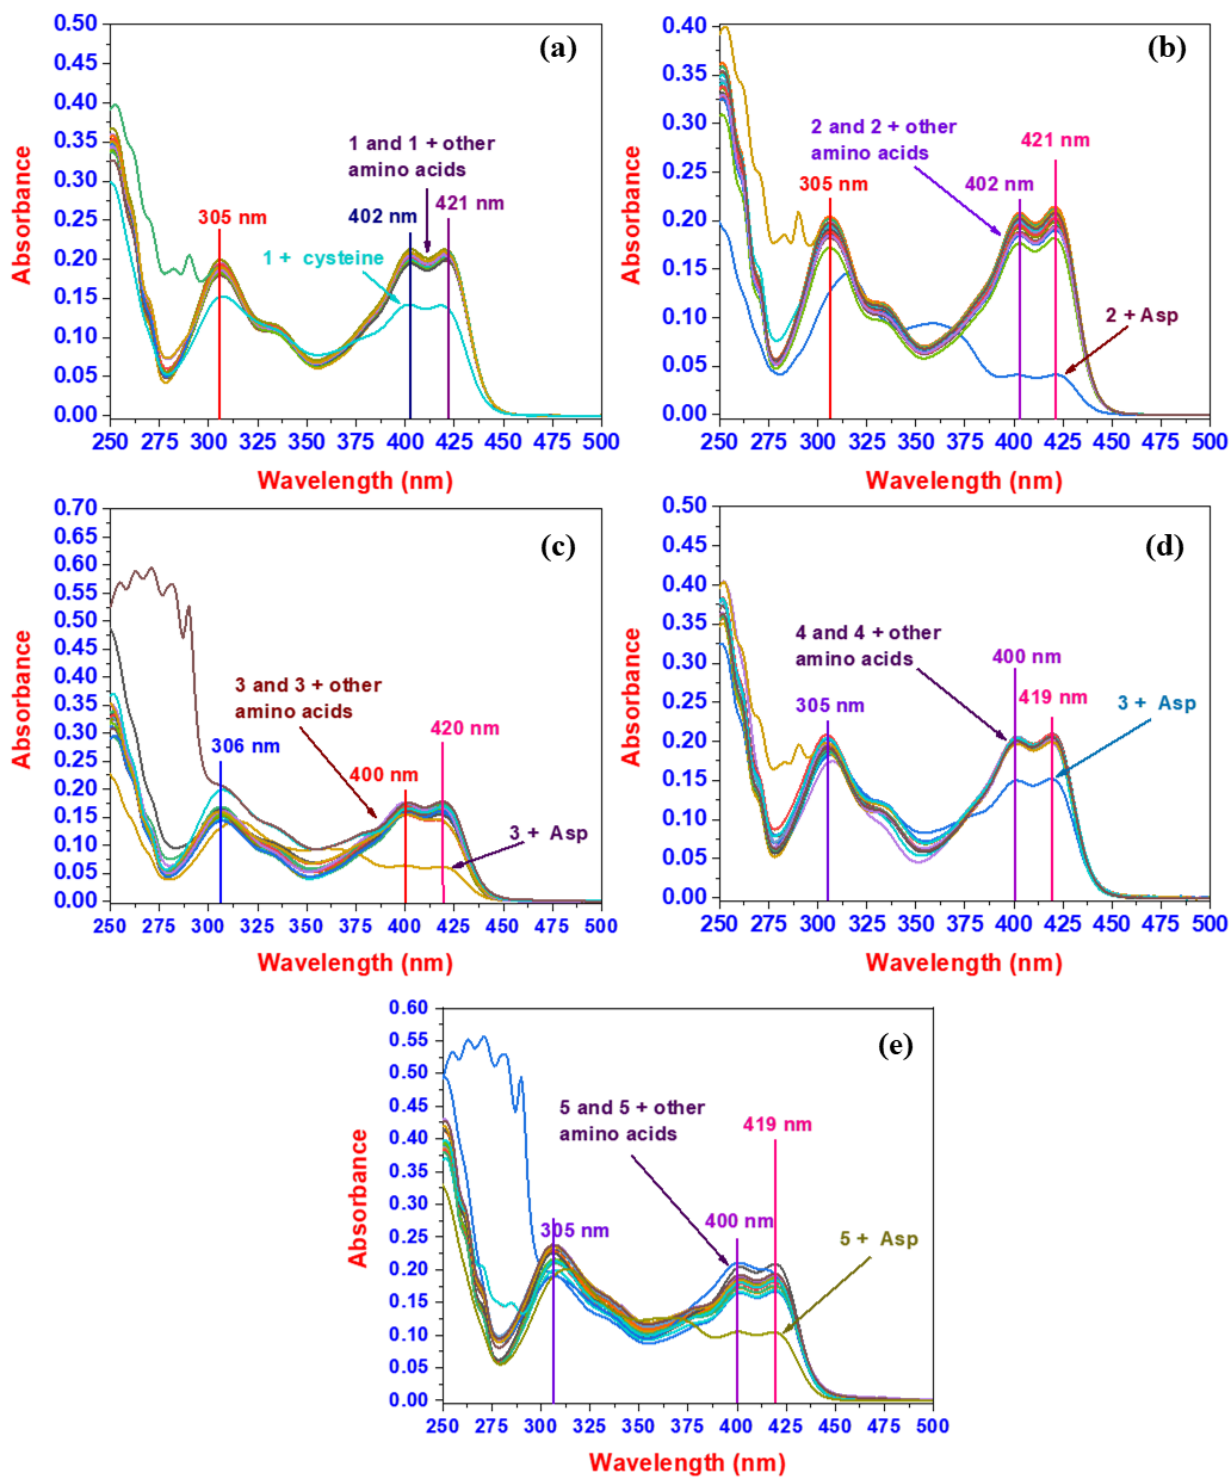 (a)
0.50
0.45
0.40
0.35
0.30
0.25
0.20
0.15
0.10
0.05
0.00
Absorbance
1 and 1 + other
amino acids
305 nm
402 nm
421 nm
1 + cysteine
250 275 300 325 350 375 400 425 450 475 500
Wavelength (nm)
(b)
0.40
0.35
0.30
0.25
0.20
0.15
0.10
0.05
0.00
Absorbance
2 and 2 + other
amino acids
421 nm
305 nm
402 nm
2 + Asp
250 275 300 325 350 375 400 425 450 475 500
Wavelength (nm)
(c)
0.70
0.65
0.60
0.55
0.50
0.45
0.40
0.35
0.30
0.25
0.20
0.15
0.10
0.05
0.00
Absorbance
3 and 3 + other
amino acids
306 nm
420 nm
400 nm
3 + Asp
250 275 300 325 350 375 400 425 450 475 500
Wavelength (nm)
(d)
0.50
0.45
0.40
0.35
0.30
0.25
0.20
0.15
0.10
0.05
0.00
Absorbance
4 and 4 + other
amino acids
400 nm
305 nm
419 nm
3 + Asp
250 275 300 325 350 375 400 425 450 475 500
Wavelength (nm)
(e)
0.60
0.55
0.50
0.45
0.40
0.35
0.30
0.25
0.20
0.15
0.10
0.05
0.00
Absorbance
5 and 5 + other
amino acids
419 nm
305 nm
400 nm
5 + Asp
250 275 300 325 350 375 400 425 450 475 500
Wavelength (nm)